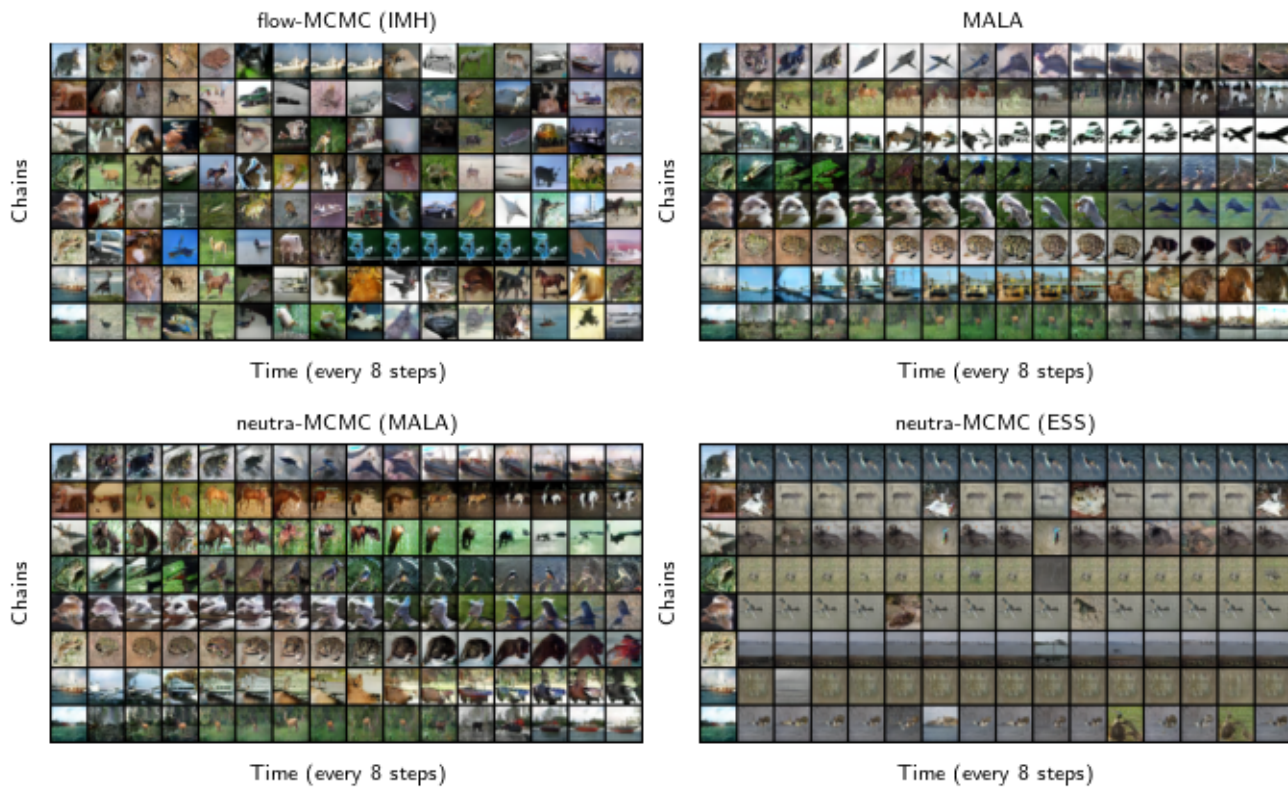 flow-MCMC (IMH)
MALA
Chains
Chains
Time (every 8 steps)
Time (every 8 steps)
neutra-MCMC (MALA)
neutra-MCMC (ESS)
Chains
Chains
Time (every 8 steps)
Time (every 8 steps)